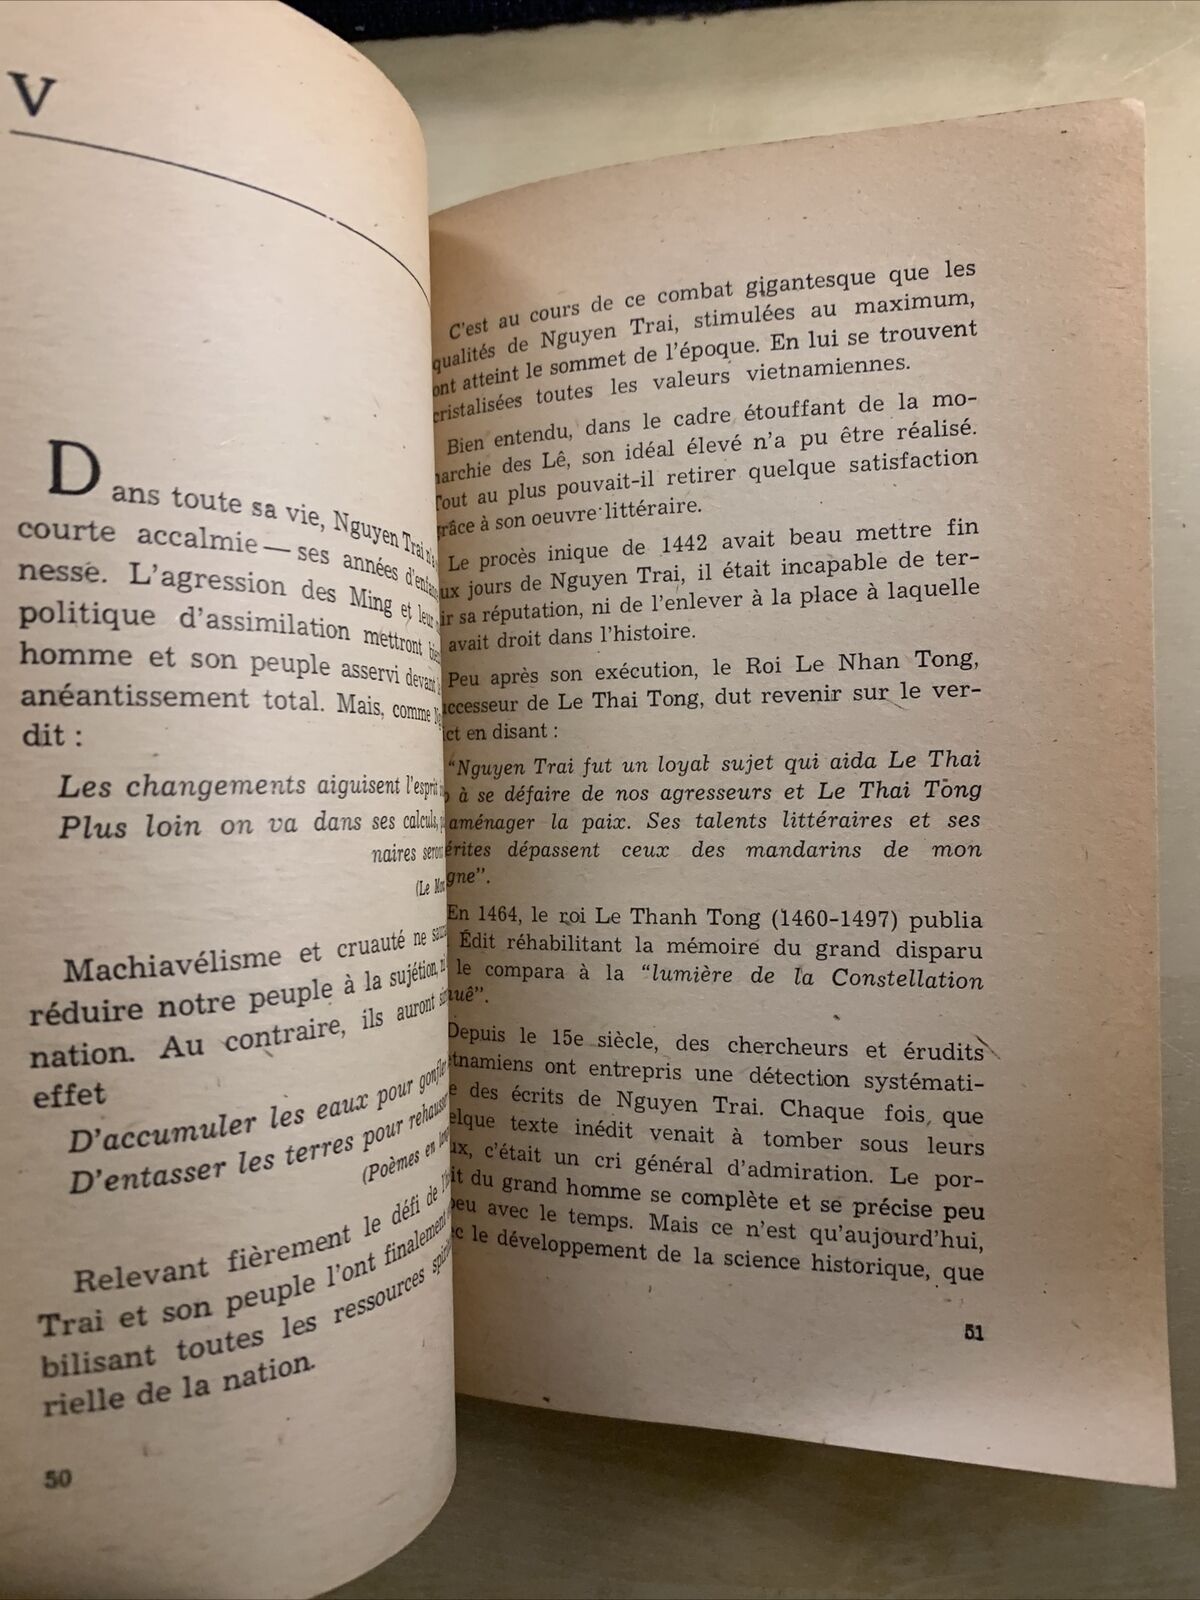 V
Dans toute sa vie, Nguyen Trai
courte accalmie — ses années
nesse. L'agression des Ming et leur
politique d'assimilation mettront
homme et son peuple asservi devant
anéantissement total. Mais, comme
dit :
Les changements aiguisent l'esprit
Plus loin on va dans ses calculs,
naires
(Le
Machiavélisme et cruauté ne
réduire notre peuple à la sujétion,
nation. Au contraire, ils auront
effet
D'accumuler les eaux pour gonfler
D'entasser les terres pour
(Poèmes en
Relevant fièrement le défi de
Trai et son peuple l'ont finalement
bilisant toutes les ressources
rielle de la nation.
50
C'est au cours de ce combat gigantesque que les
qualités de Nguyen Trai, stimulées au maximum,
ont atteint le sommet de l'époque. En lui se trouvent
cristalisées toutes les valeurs vietnamiennes.
Bien entendu, dans le cadre étouffant de la mo-
narchie des Lê, son idéal élevé n'a pu être réalisé.
Tout au plus pouvait-il retirer quelque satisfaction
grâce à son oeuvre littéraire.
Le procès inique de 1442 avait beau mettre fin
ux jours de Nguyen Trai, il était incapable de ter-
ir sa réputation, ni de l'enlever à la place à laquelle
avait droit dans l'histoire.
Peu après son exécution, le Roi Le Nhan Tong,
ccesseur de Le Thai Tong, dut revenir sur le ver-
ct en disant :
"Nguyen Trai fut un loyal sujet qui aida Le Thai
à se défaire de nos agresseurs et Le Thai Tông
aménager la paix. Ses talents littéraires et ses
érites dépassent ceux des mandarins de mon
gne".
En 1464, le roi Le Thanh Tong (1460-1497) publia
Édit réhabilitant la mémoire du grand disparu
le compara à la "lumière de la Constellation
uê".
Depuis le 15e siècle, des chercheurs et érudits
etnamiens ont entrepris une détection systémati-
e des écrits de Nguyen Trai. Chaque fois, que
elque texte inédit venait à tomber sous leurs
ux, c'était un cri général d'admiration. Le por-
it du grand homme se complète et se précise peu
peu avec le temps. Mais ce n'est qu'aujourd'hui,
c le développement de la science historique, que
51